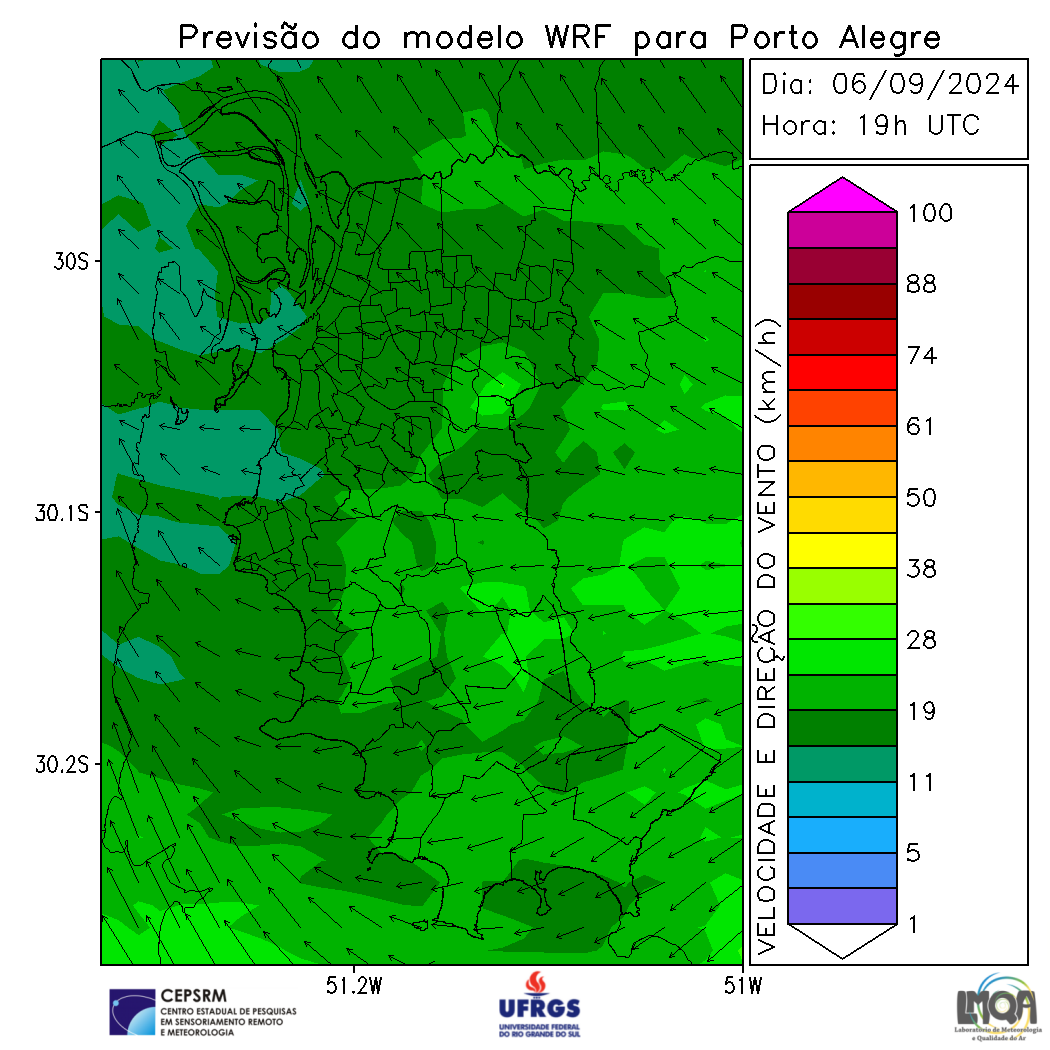 Previsão do modelo WRF para Porto Alegre
Dia: 06/09/2024
Hora: 19h UTC
30S
30.1S
30.2S
51.2W
51W
VELOCIDADE E DIREÇÃO DO VENTO (km/h)
100
88
74
61
50
38
28
19
11
5
1
CEPSRM
CENTRO ESTADUAL DE PESQUISAS
EM SENSORIAMENTO REMOTO
E METEOROLOGIA
UFRGS
UNIVERSIDADE FEDERAL
DO RIO GRANDE DO SUL
LMQA
Laboratório de Meteorologia
e Qualidade do Ar